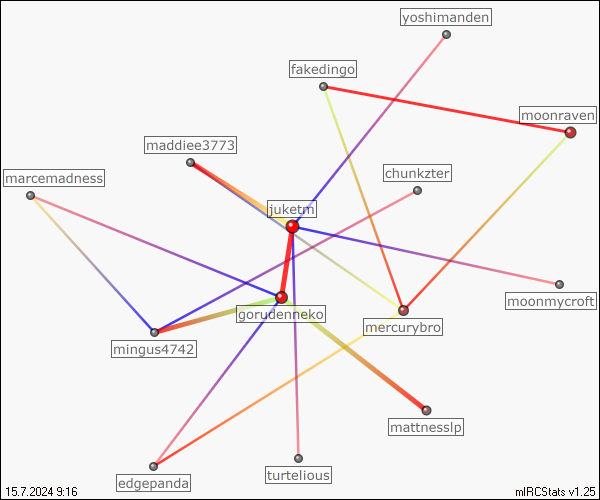 yoshimanden
fakedingo
moonraven
maddiee3773
chunkzter
marcemadness
juketm
moonmycroft
gorudenneko
mercurybro
mingus4742
mattnesslp
turtelious
edgepanda
15.7.2024 9:16
mIRCStats v1.25